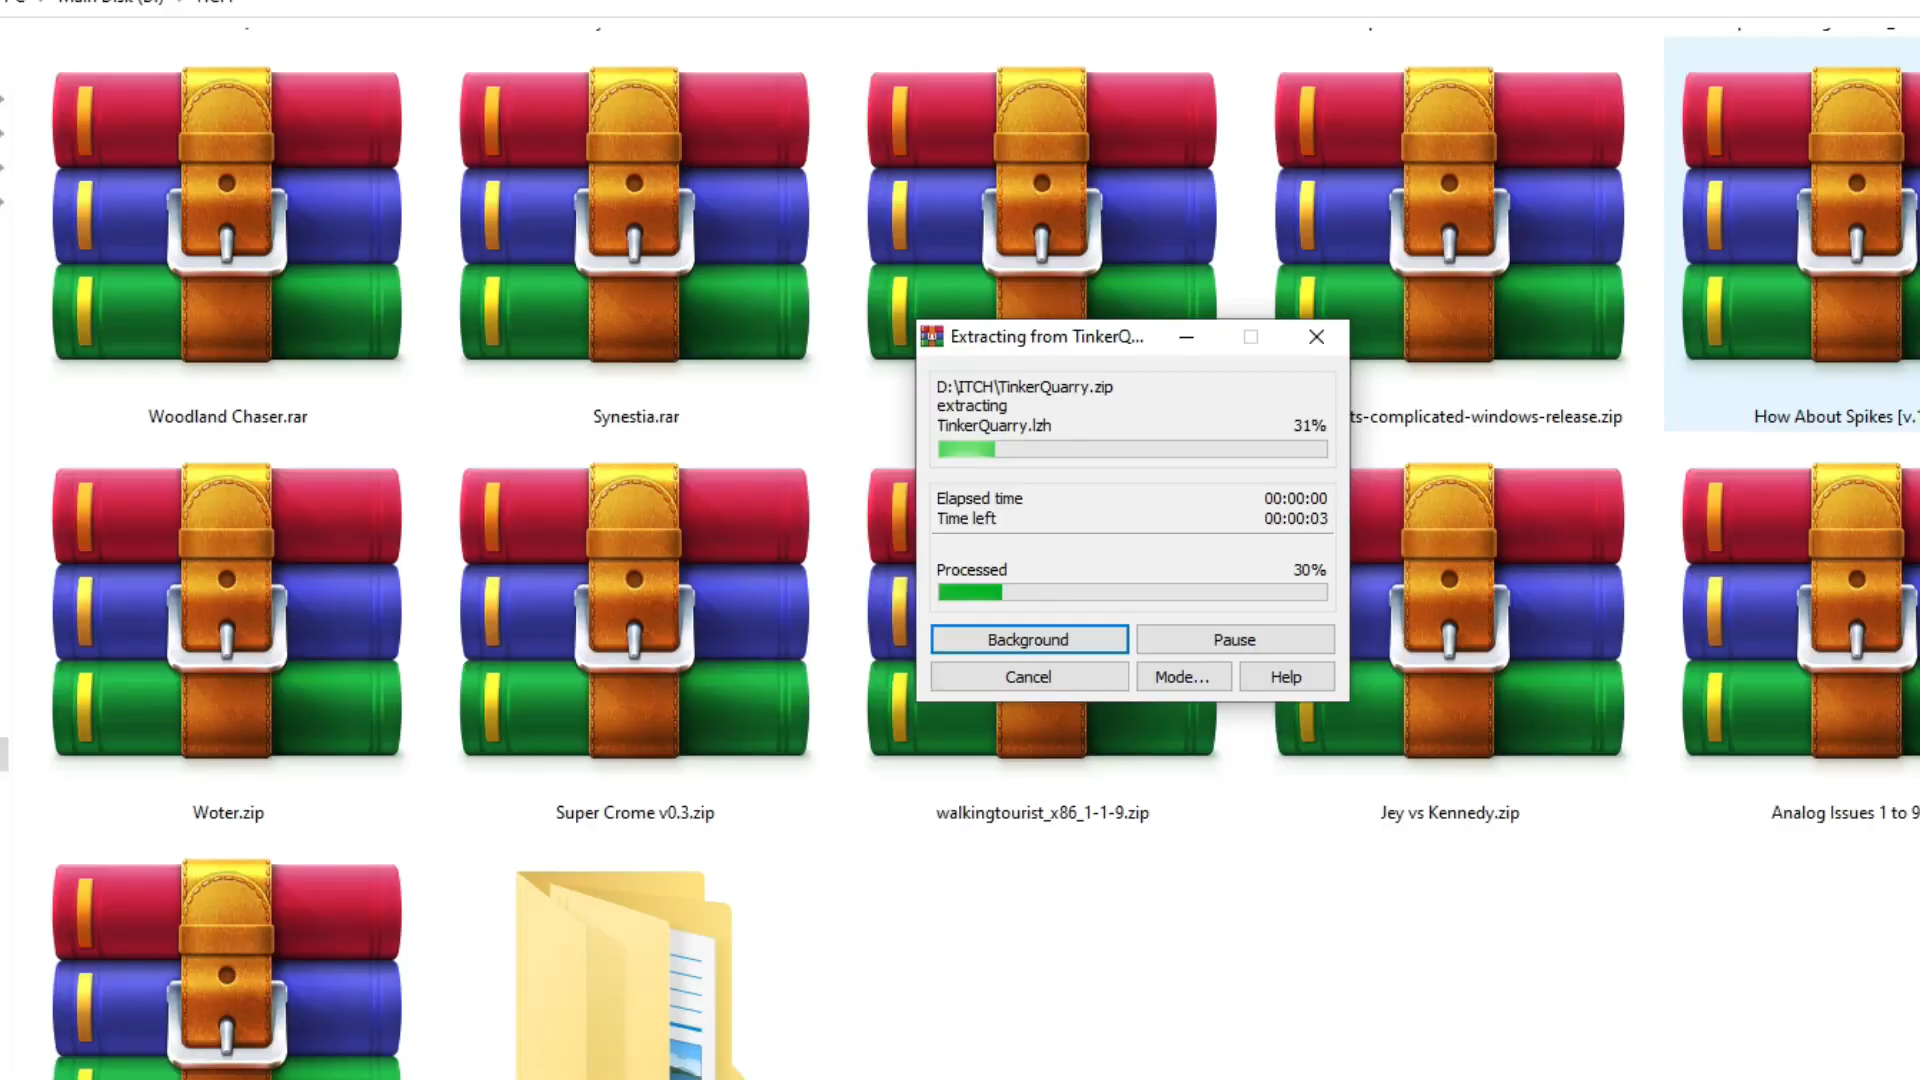 Woodland Chaser.rar
Synestia.rar
ts-complicated-windows-release.zip
How About Spikes [v.
Extracting from TinkerQ...
D:\ITCH\TinkerQuarry.zip
extracting
TinkerQuarry.lzh 31%
Elapsed time 00:00:00
Time left 00:00:03
Processed 30%
Background Pause
Cancel Mode... Help
Woter.zip
Super Crome v0.3.zip
walkingtourist_x86_1-1-9.zip
Jey vs Kennedy.zip
Analog Issues 1 to 9